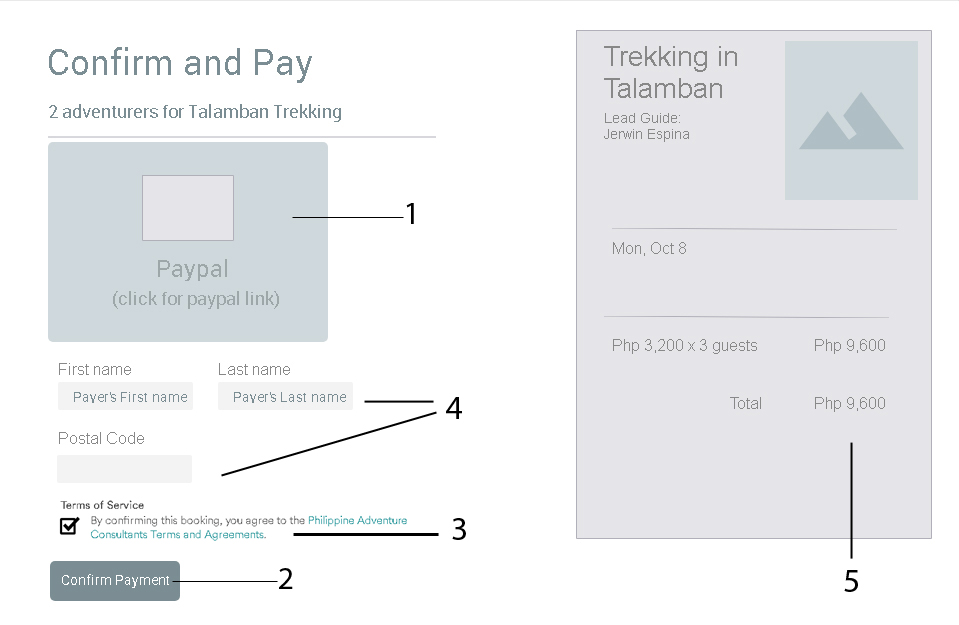 Confirm and Pay
2 adventurers for Talamban Trekking
1
Paypal
(click for paypal link)
First name
Last name
Payer's First name
Payer's Last name
4
Postal Code
Terms of Service
By confirming this booking, you agree to the Philippine Adventure
Consultants Terms and Agreements.
3
Confirm Payment
2
Trekking in
Talamban
Lead Guide:
Jerwin Espina
Mon, Oct 8
Php 3,200 x 3 guests
Php 9,600
Total
Php 9,600
5